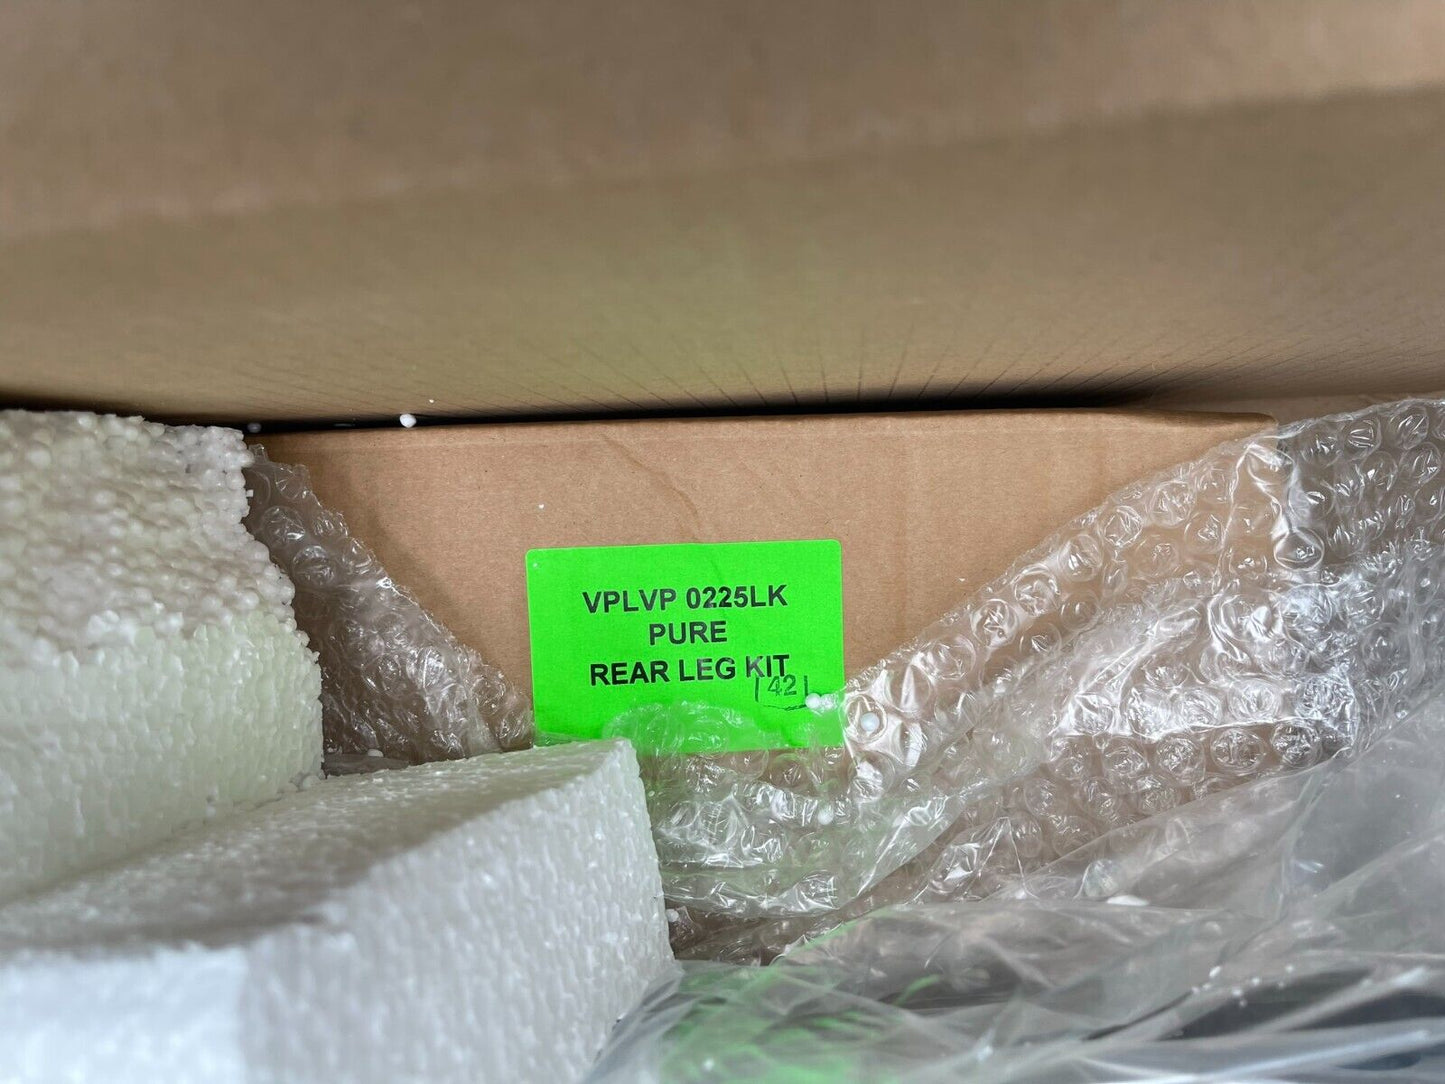 VPLVP 0225LK
PURE
REAR LEG KIT
42